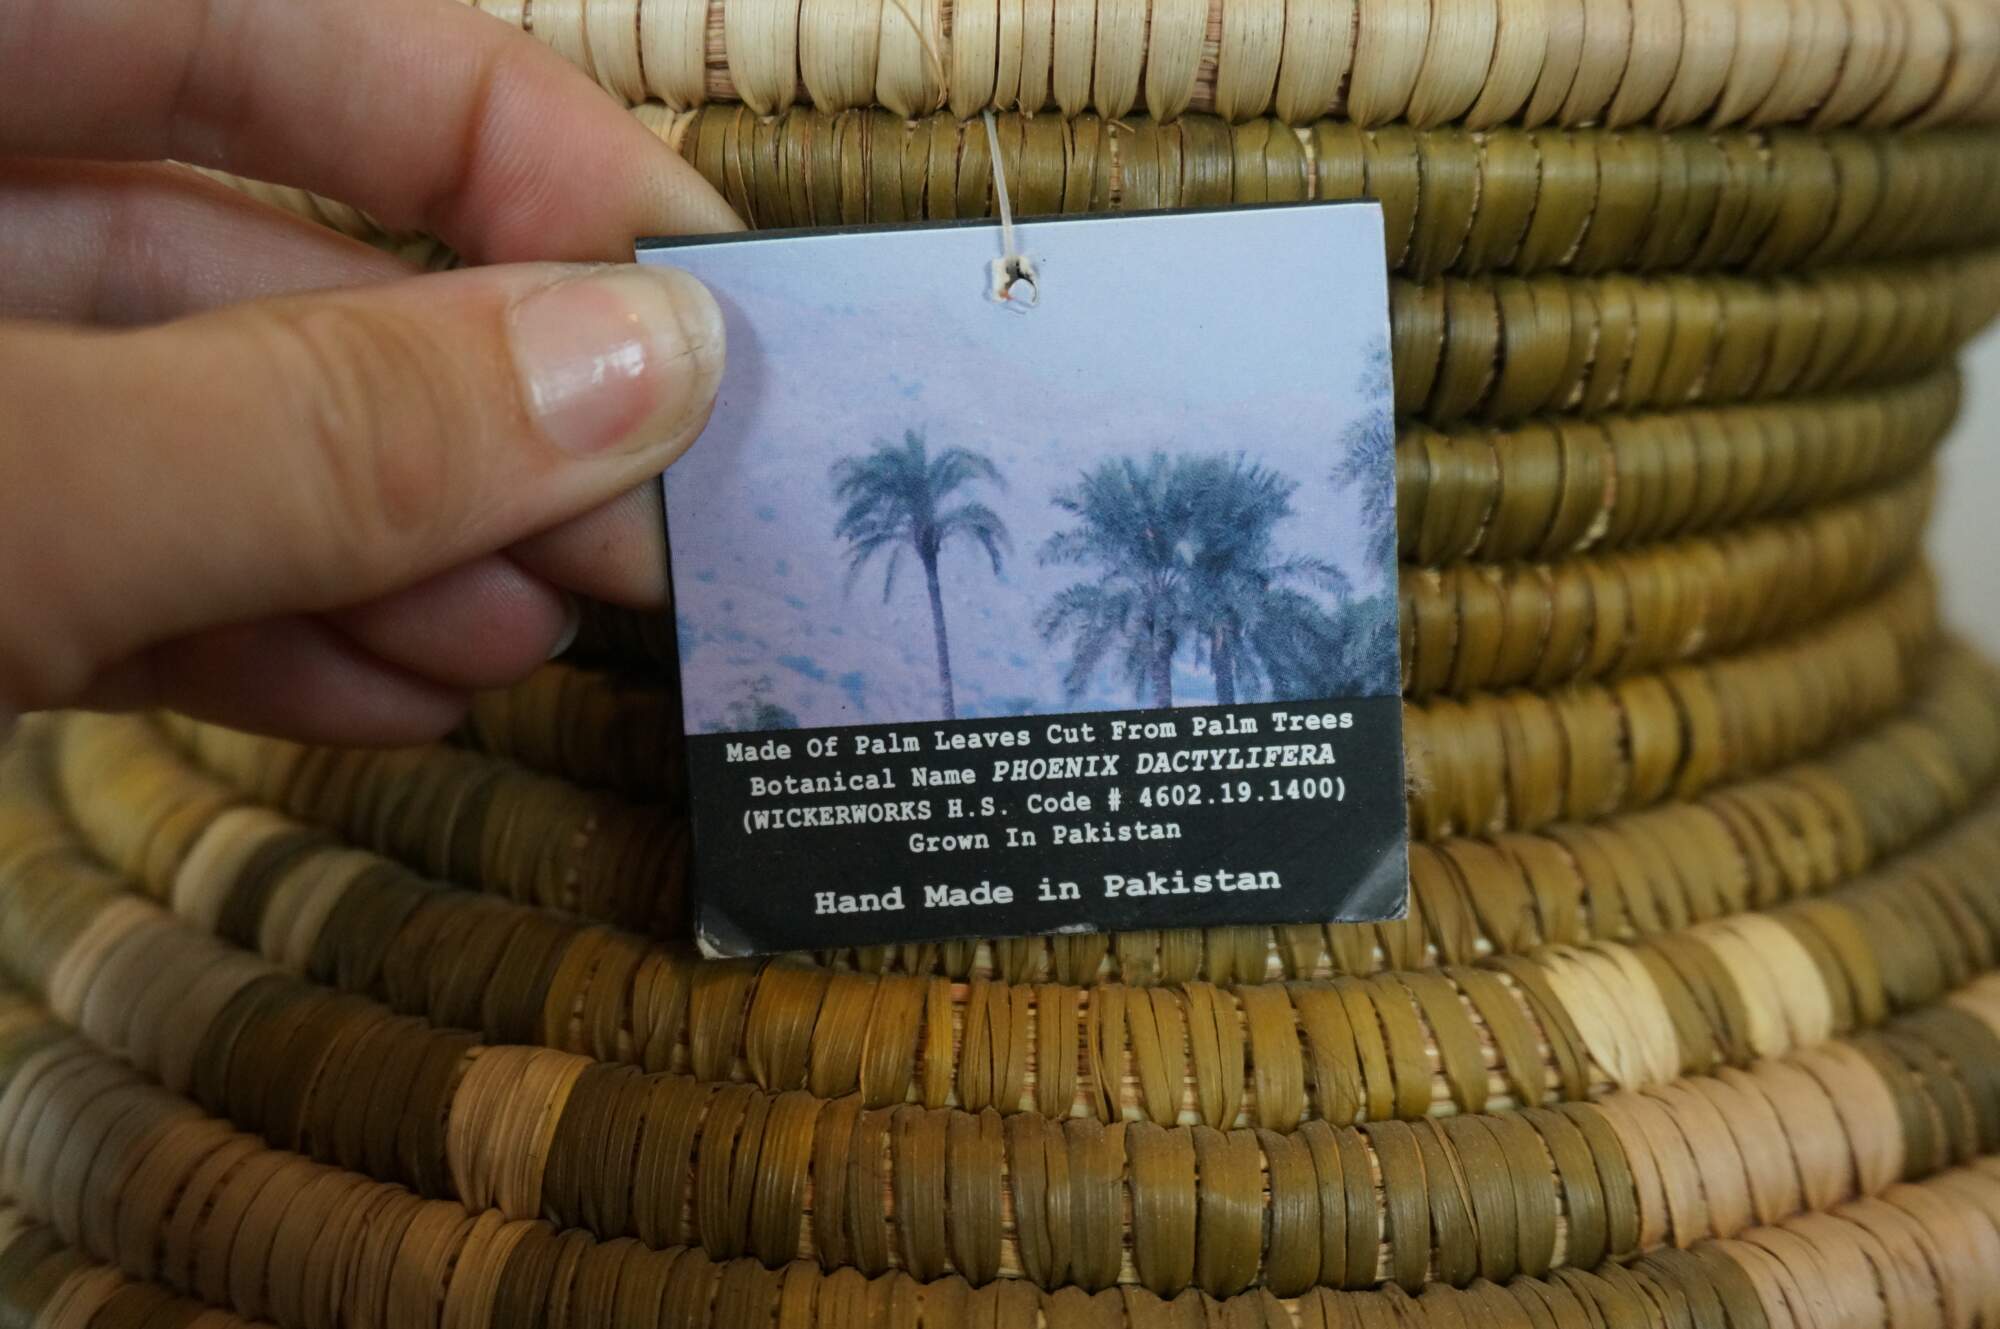 Made Of Palm Leaves Cut From Palm Trees
Botanical Name PHOENIX DACTYLIFERA
(WICKERWORKS H.S. Code # 4602.19.1400)
Grown In Pakistan
Hand Made in Pakistan